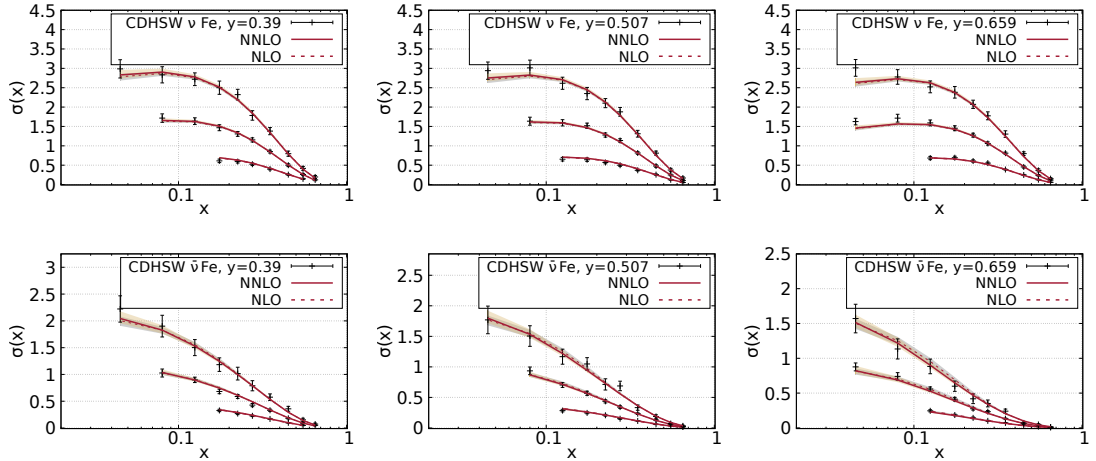 CDHSW ν Fe, y=0.39
NNLO
NLO
σ(x)
4.5
4
3.5
3
2.5
2
1.5
1
0.5
0
0.1
1
x
CDHSW ν Fe, y=0.507
NNLO
NLO
σ(x)
4.5
4
3.5
3
2.5
2
1.5
1
0.5
0
0.1
1
x
CDHSW ν Fe, y=0.659
NNLO
NLO
σ(x)
4.5
4
3.5
3
2.5
2
1.5
1
0.5
0
0.1
1
x
CDHSW ν̄ Fe, y=0.39
NNLO
NLO
σ(x)
3
2.5
2
1.5
1
0.5
0
0.1
1
x
CDHSW ν̄ Fe, y=0.507
NNLO
NLO
σ(x)
2.5
2
1.5
1
0.5
0
0.1
1
x
CDHSW ν̄ Fe, y=0.659
NNLO
NLO
σ(x)
2.5
2
1.5
1
0.5
0
0.1
1
x